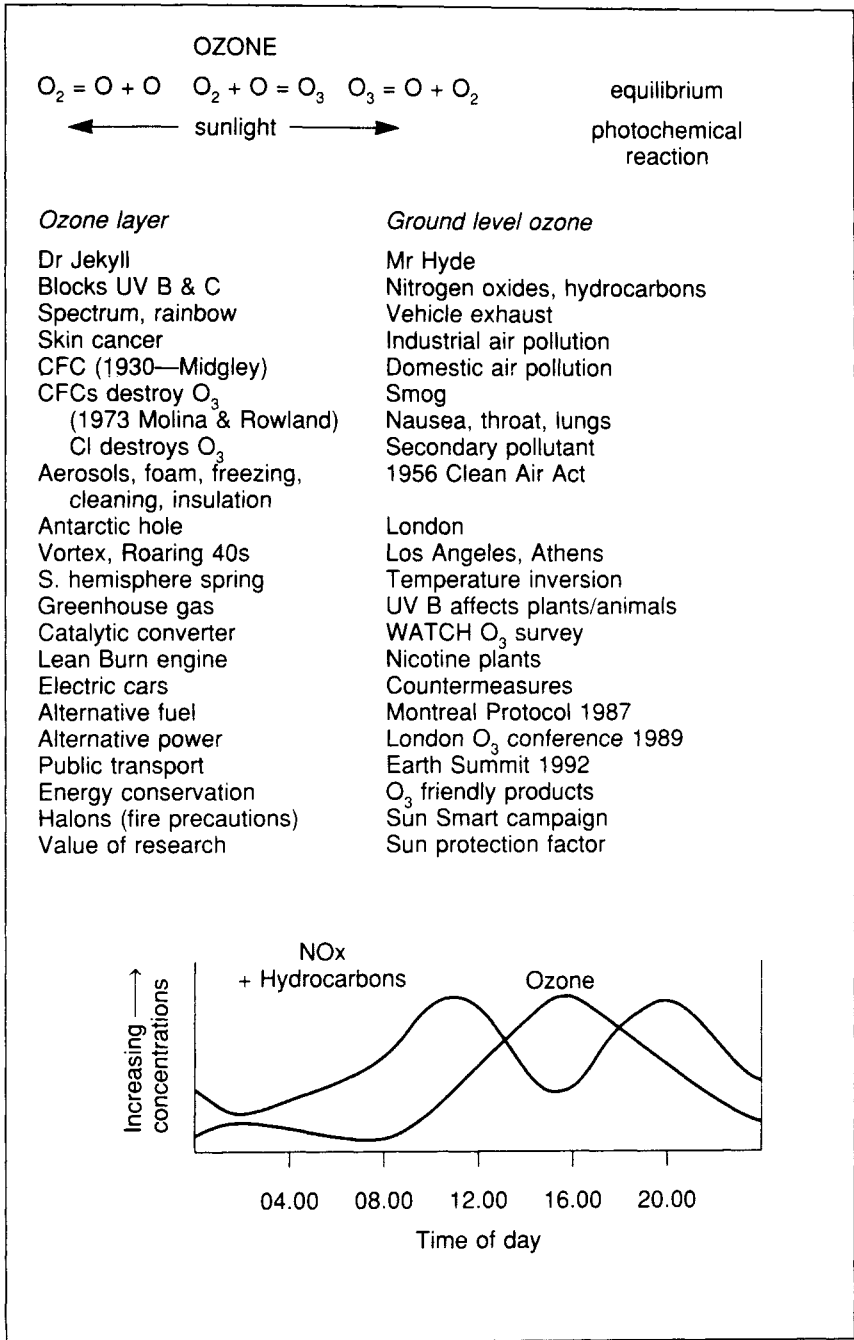 OZONE
O₂ = O + O   O₂ + O = O₃   O₃ = O + O₂   equilibrium
sunlight   photochemical
reaction
Ozone layer
Dr Jekyll
Blocks UV B & C
Spectrum, rainbow
Skin cancer
CFC (1930—Midgley)
CFCs destroy O₃
(1973 Molina & Rowland)
Cl destroys O₃
Aerosols, foam, freezing,
cleaning, insulation
Antarctic hole
Vortex, Roaring 40s
S. hemisphere spring
Greenhouse gas
Catalytic converter
Lean Burn engine
Electric cars
Alternative fuel
Alternative power
Public transport
Energy conservation
Halons (fire precautions)
Value of research
Ground level ozone
Mr Hyde
Nitrogen oxides, hydrocarbons
Vehicle exhaust
Industrial air pollution
Domestic air pollution
Smog
Nausea, throat, lungs
Secondary pollutant
1956 Clean Air Act
London
Los Angeles, Athens
Temperature inversion
UV B affects plants/animals
WATCH O₃ survey
Nicotine plants
Countermeasures
Montreal Protocol 1987
London O₃ conference 1989
Earth Summit 1992
O₃ friendly products
Sun Smart campaign
Sun protection factor
NOx
+ Hydrocarbons
Ozone
Increasing
concentrations
04.00   08.00   12.00   16.00   20.00
Time of day